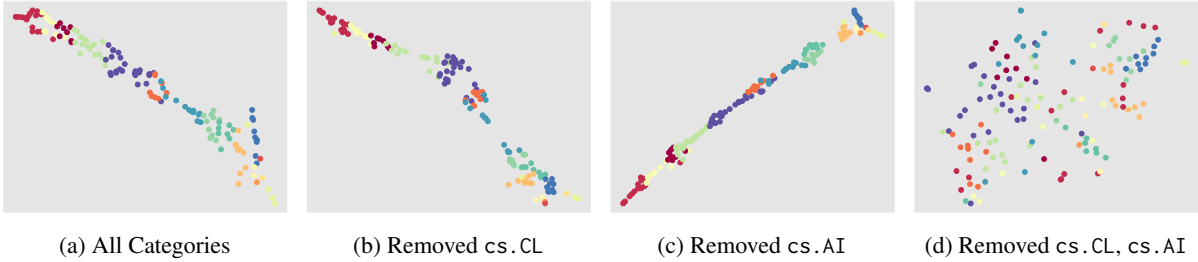 (a) All Categories
(b) Removed cs.CL
(c) Removed cs.AI
(d) Removed cs.CL, cs.AI